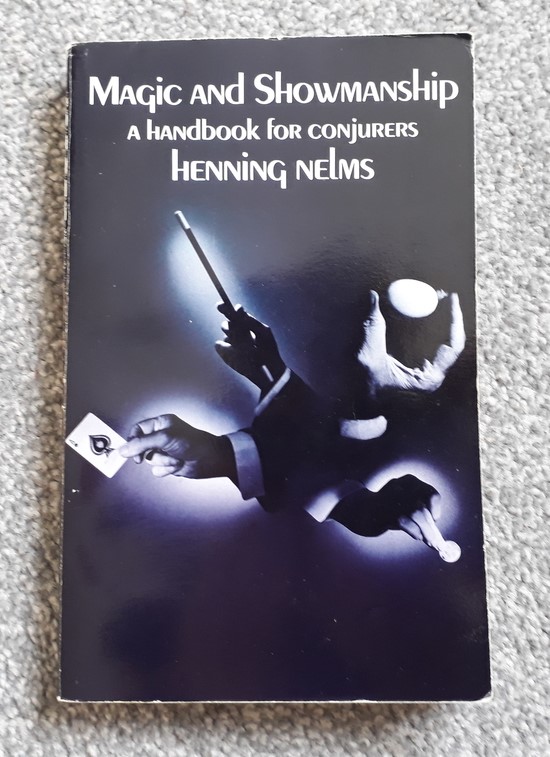 Magic and Showmanship
a handbook for conjurers
Henning Nelms